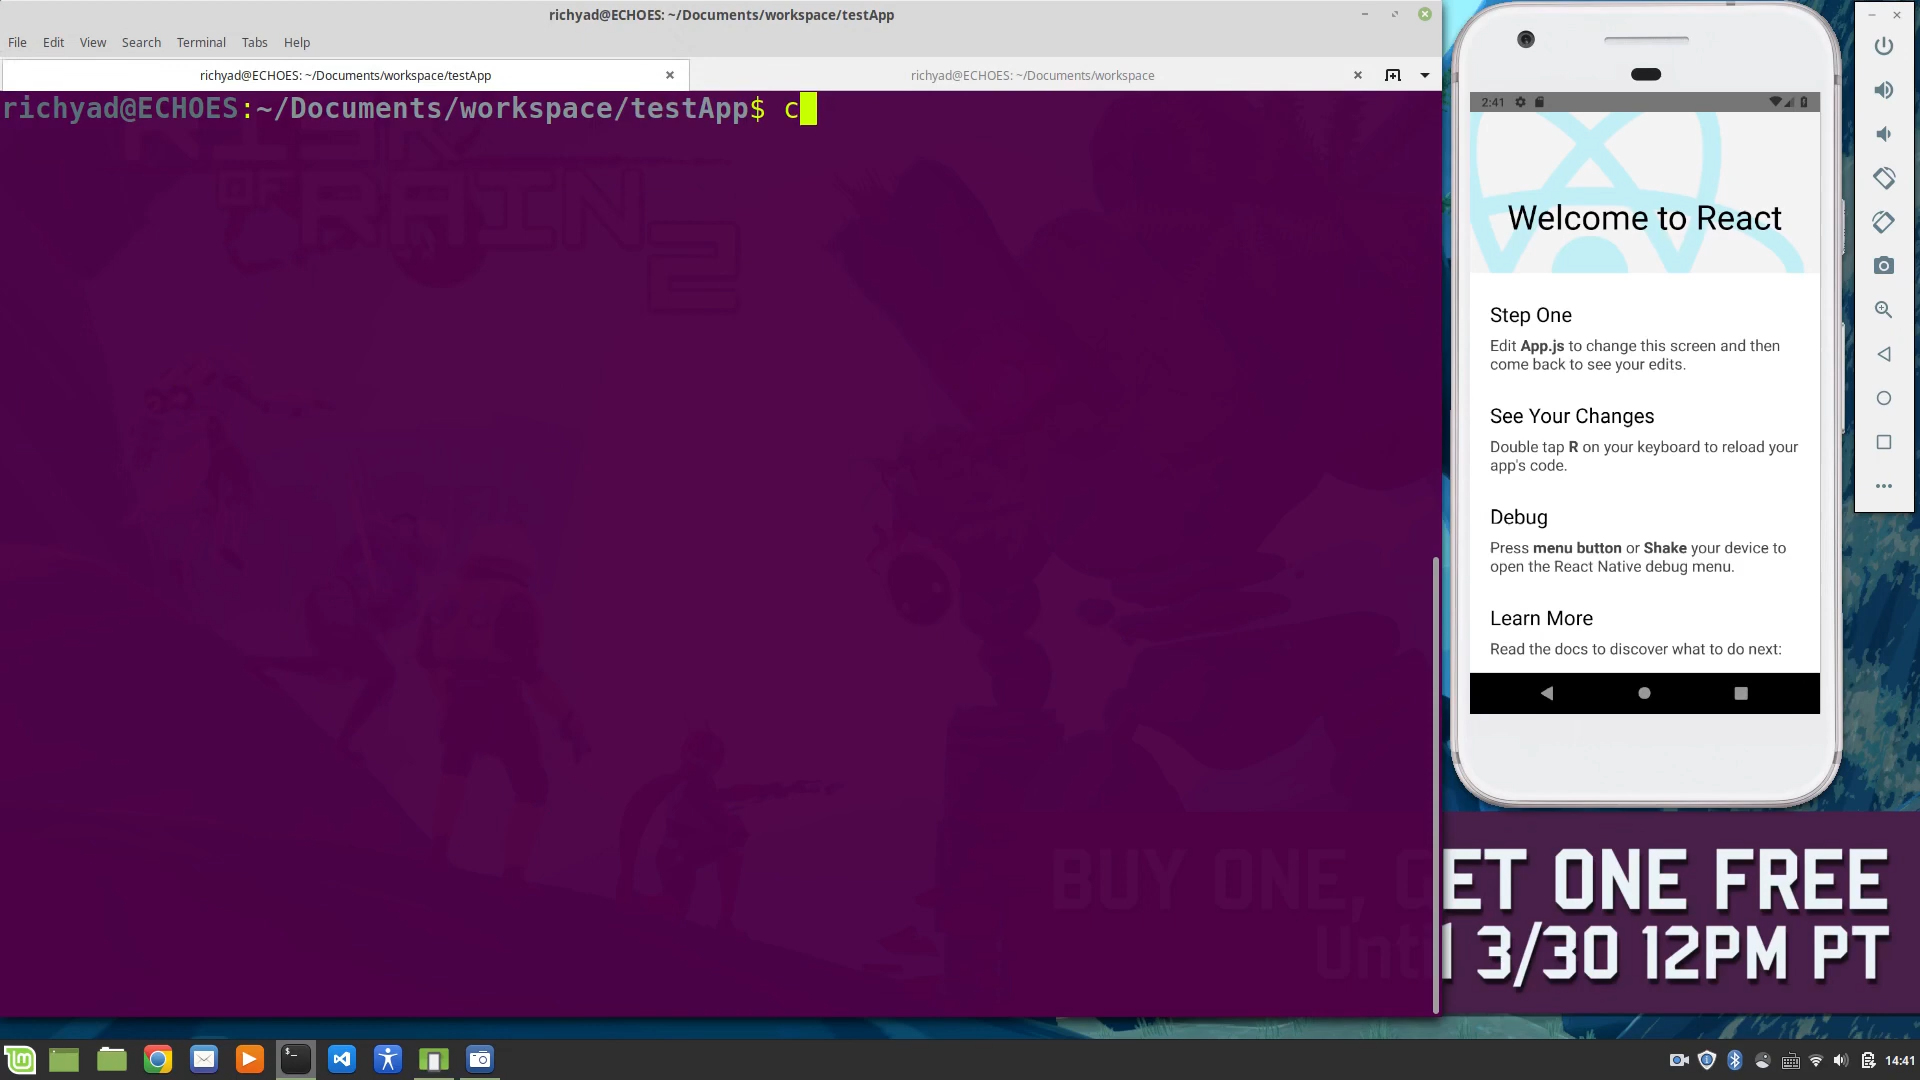 richyad@ECHOES: ~/Documents/workspace/testApp
File Edit View Search Terminal Tabs Help
richyad@ECHOES: ~/Documents/workspace/testApp
richyad@ECHOES: ~/Documents/workspace
richyad@ECHOES:~/Documents/workspace/testApp$ c
RISK
OF RAIN
2
2:41
Welcome to React
Step One
Edit App.js to change this screen and then
come back to see your edits.
See Your Changes
Double tap R on your keyboard to reload your
app's code.
Debug
Press menu button or Shake your device to
open the React Native debug menu.
Learn More
Read the docs to discover what to do next:
BUY ONE, GET ONE FREE
Until 3/30 12PM PT
14:41